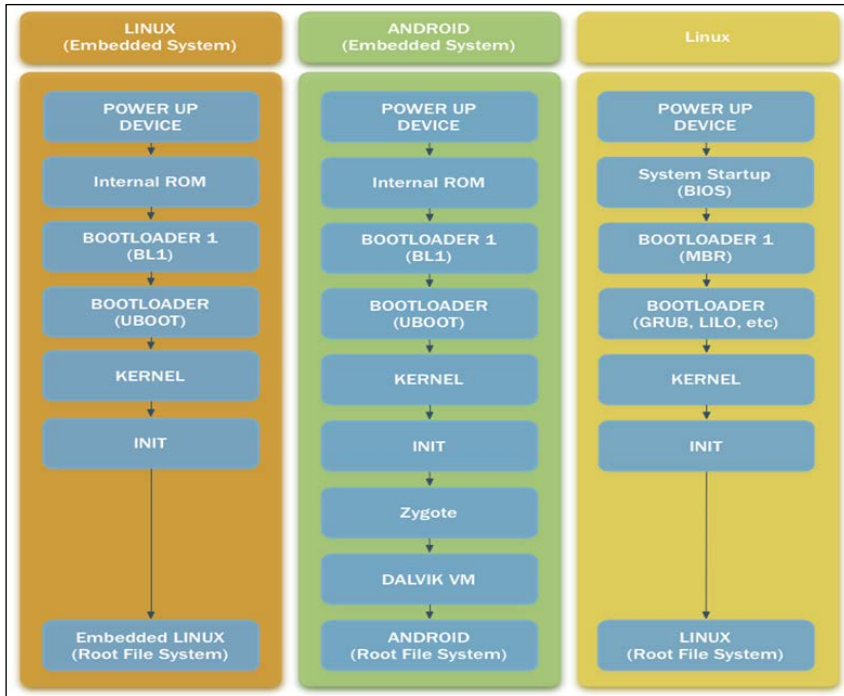 LINUX
(Embedded System)
POWER UP
DEVICE
Internal ROM
BOOTLOADER 1
(BL1)
BOOTLOADER
(UBOOT)
KERNEL
INIT
Embedded LINUX
(Root File System)
ANDROID
(Embedded System)
POWER UP
DEVICE
Internal ROM
BOOTLOADER 1
(BL1)
BOOTLOADER
(UBOOT)
KERNEL
INIT
Zygote
DALVIK VM
ANDROID
(Root File System)
Linux
POWER UP
DEVICE
System Startup
(BIOS)
BOOTLOADER 1
(MBR)
BOOTLOADER
(GRUB, LILO, etc)
KERNEL
INIT
LINUX
(Root File System)